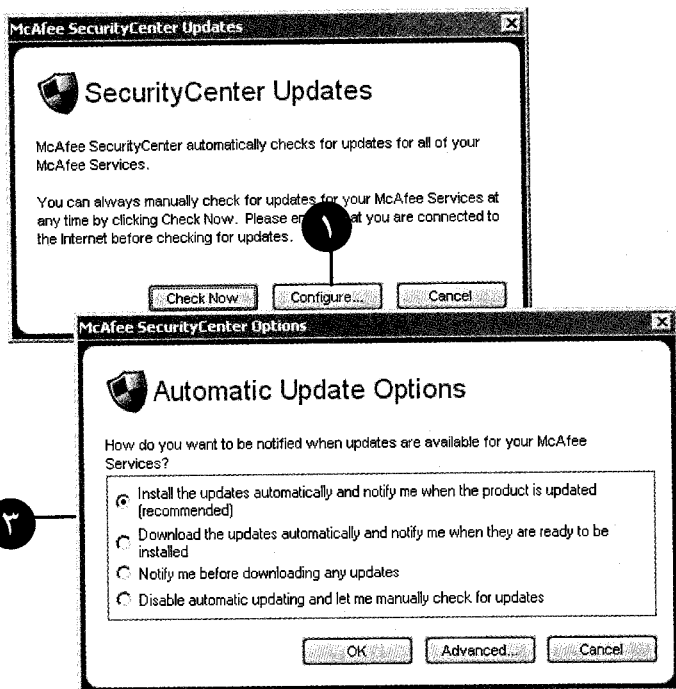 McAfee SecurityCenter Updates
SecurityCenter Updates
McAfee SecurityCenter automatically checks for updates for all of your
McAfee Services.
You can always manually check for updates for your McAfee Services at
any time by clicking Check Now. Please en at you are connected to
the Internet before checking for updates.
١
Check Now Configure... Cancel
McAfee SecurityCenter Options
Automatic Update Options
How do you want to be notified when updates are available for your McAfee
Services?
Install the updates automatically and notify me when the product is updated
(recommended)
٣
Download the updates automatically and notify me when they are ready to be
installed
Notify me before downloading any updates
Disable automatic updating and let me manually check for updates
OK Advanced... Cancel